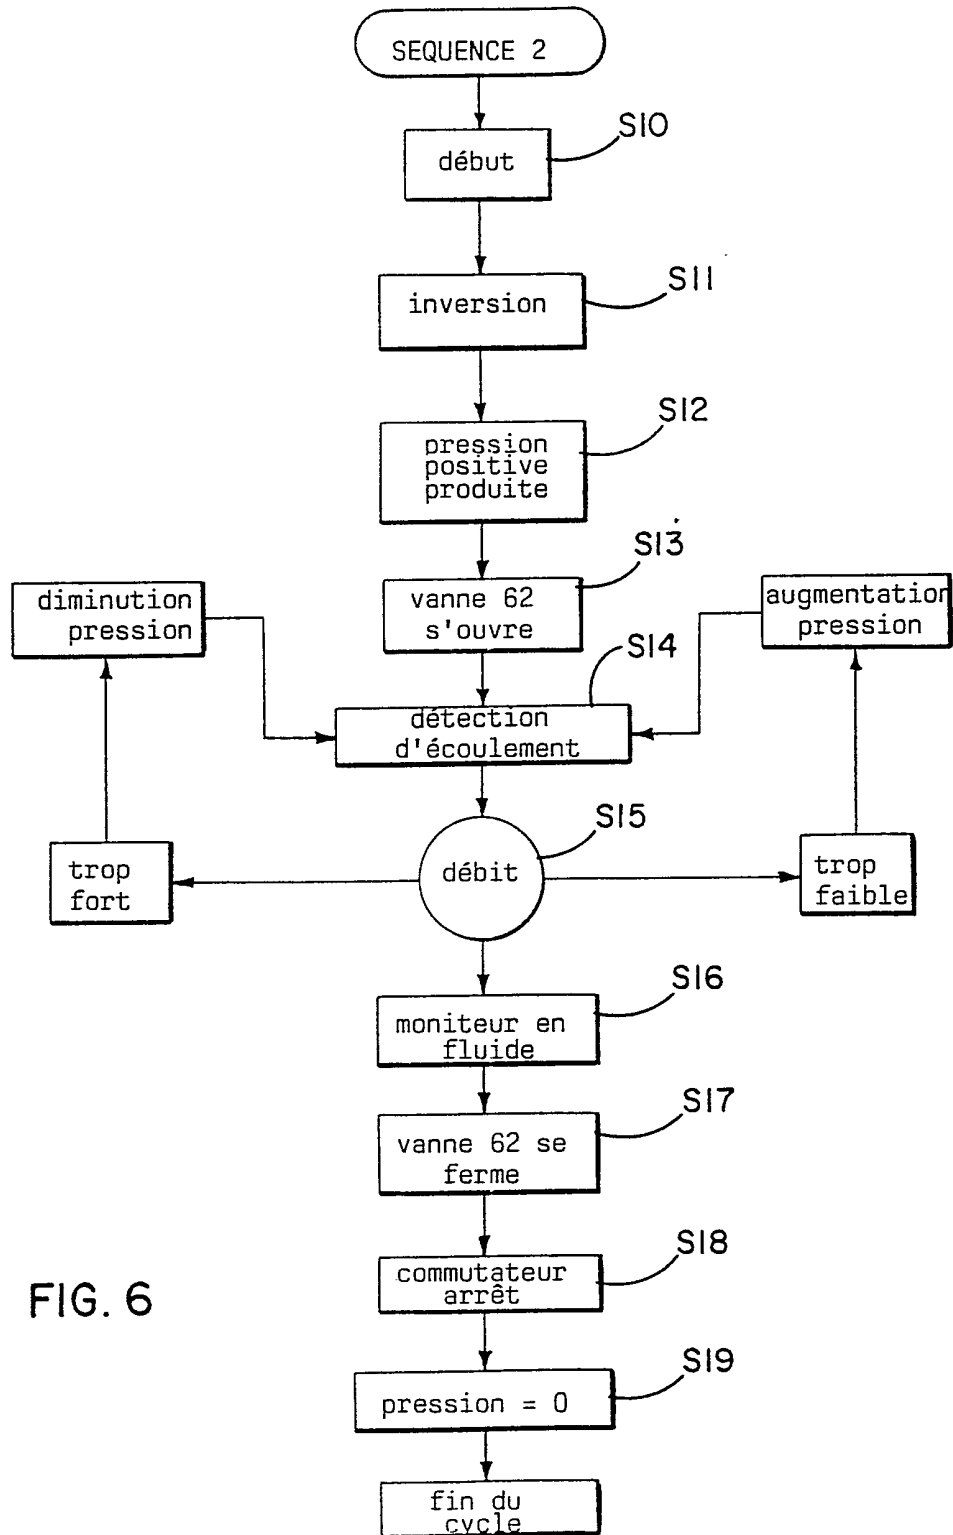 SEQUENCE 2
S10
début
S11
inversion
S12
pression
positive
produite
S13
vanne 62
s'ouvre
diminution
pression
augmentation
pression
S14
détection
d'écoulement
S15
débit
trop
fort
trop
faible
S16
moniteur en
fluide
S17
vanne 62 se
ferme
S18
commutateur
arrêt
FIG. 6
S19
pression = 0
fin du
cycle